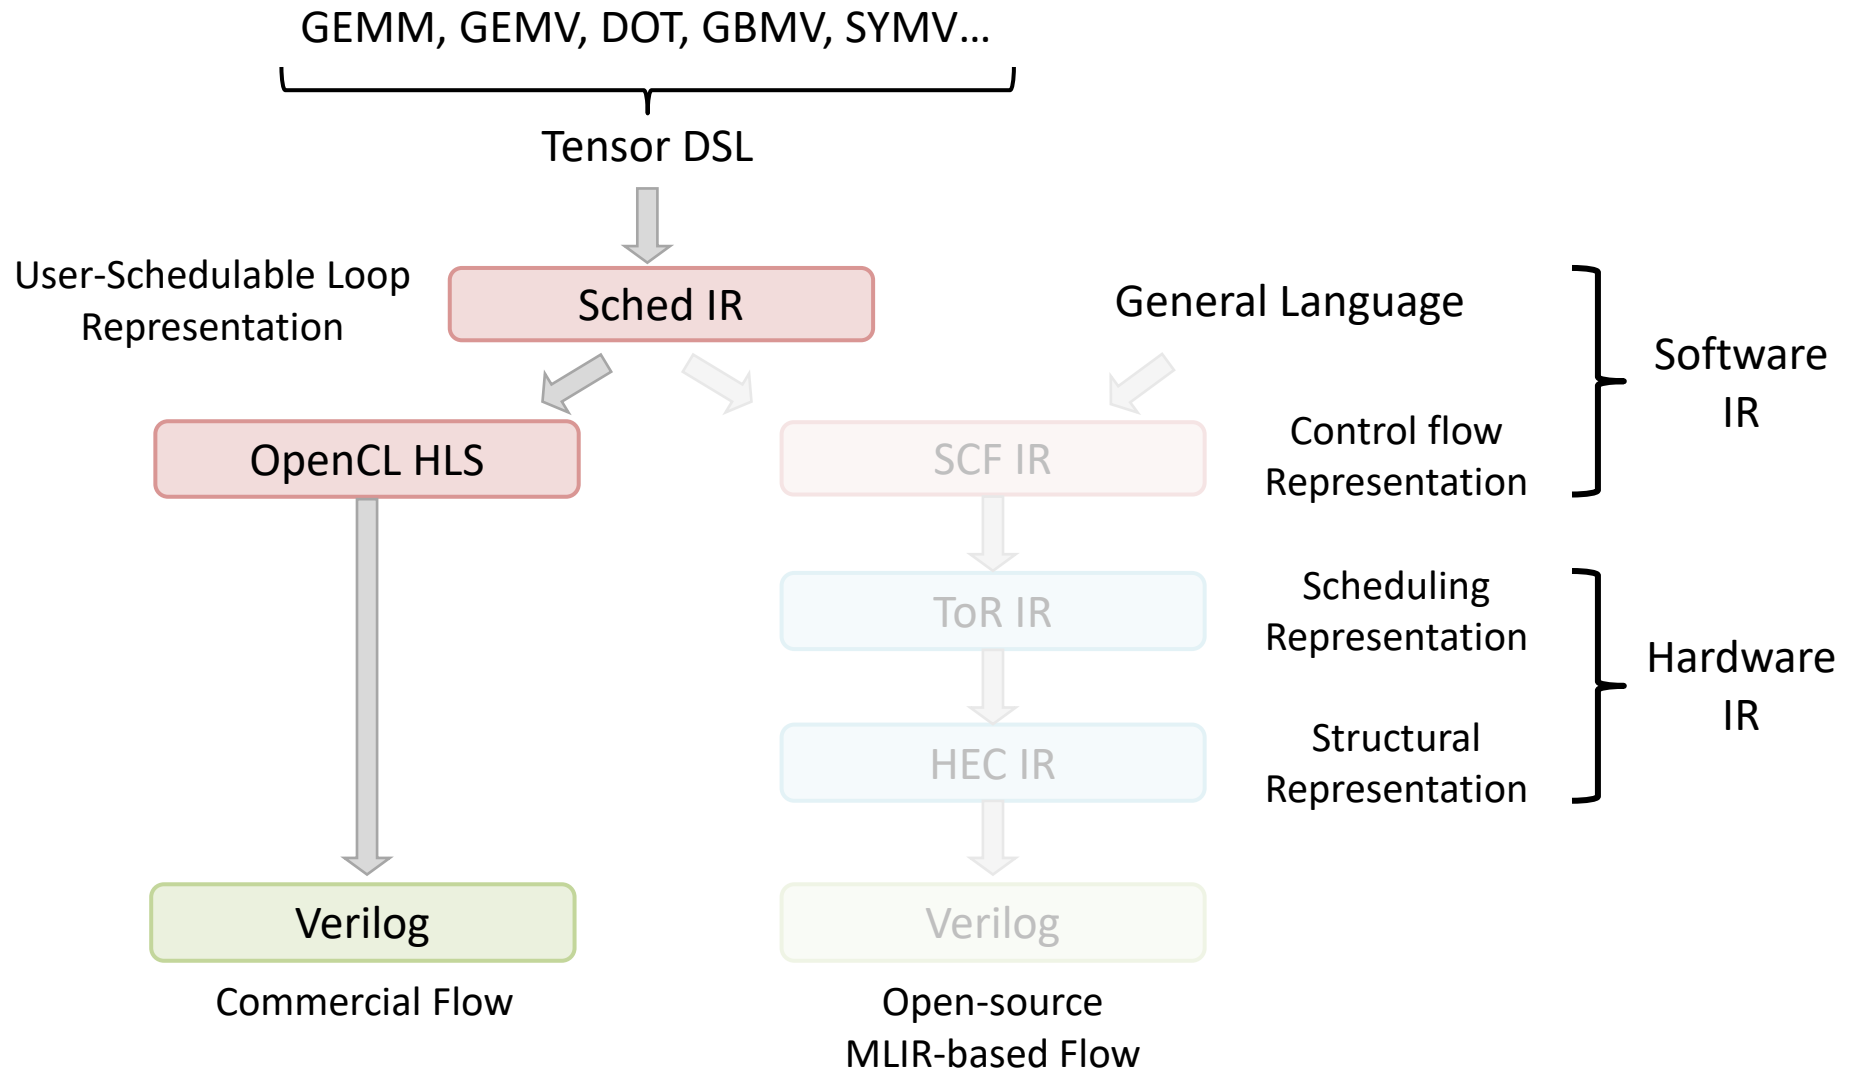 GEMM, GEMV, DOT, GBMV, SYMV...
Tensor DSL
User-Schedulable Loop
Representation
Sched IR
General Language
Software
IR
OpenCL HLS
SCF IR
Control flow
Representation
ToR IR
Scheduling
Representation
Hardware
IR
HEC IR
Structural
Representation
Verilog
Verilog
Commercial Flow
Open-source
MLIR-based Flow